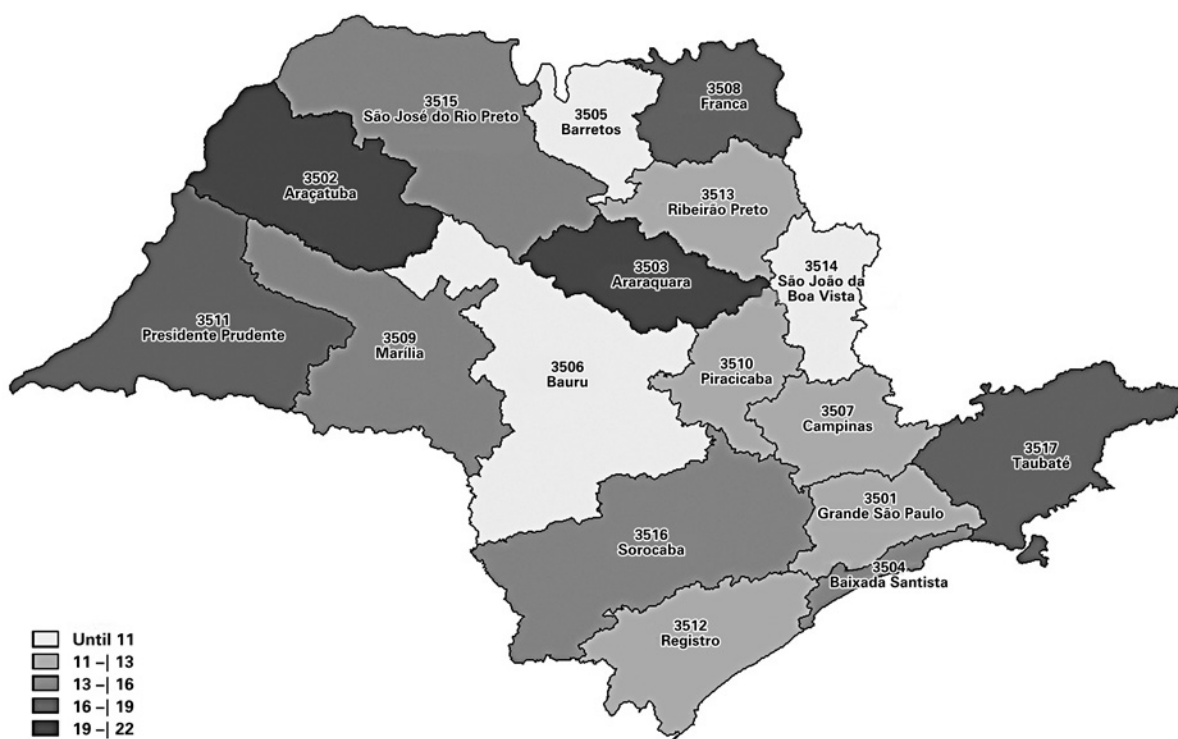 3515
São José do Rio Preto
3505
Barretos
3508
Franca
3502
Araçatuba
3513
Ribeirão Preto
3503
Araraquara
3514
São João da
Boa Vista
3511
Presidente Prudente
3509
Marília
3506
Bauru
3510
Piracicaba
3507
Campinas
3517
Taubaté
3501
Grande São Paulo
3516
Sorocaba
3504
Baixada Santista
3512
Registro
Until 11
11 –| 13
13 –| 16
16 –| 19
19 –| 22